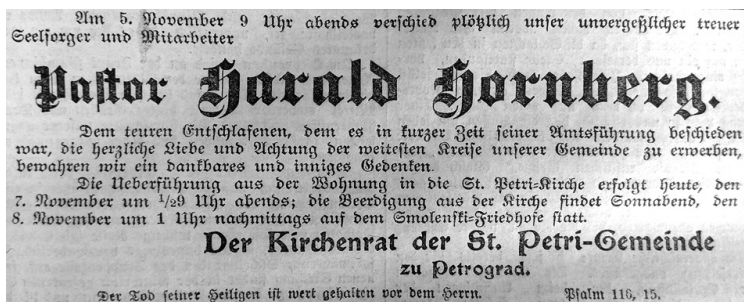 Am 5. November 9 Uhr abends verschied plötzlich unser unvergeßlicher treuer
Seelsorger und Mitarbeiter
Pastor Harald Hornberg.
Dem teuren Entschlafenen, dem es in kurzer Zeit seiner Amtsführung beschieden
war, die herzliche Liebe und Achtung der weitesten Kreise unserer Gemeinde zu erwerben,
bewahren wir ein dankbares und inniges Gedenken.
Die Ueberführung aus der Wohnung in die St. Petri-Kirche erfolgt heute, den
7. November um ½9 Uhr abends; die Beerdigung aus der Kirche findet Sonnabend, den
8. November um 1 Uhr nachmittags auf dem Smolenski-Friedhofe statt.
Der Kirchenrat der St. Petri-Gemeinde
zu Petrograd.
Der Tod seiner Heiligen ist wert gehalten vor dem Herrn. Psalm 116, 15.